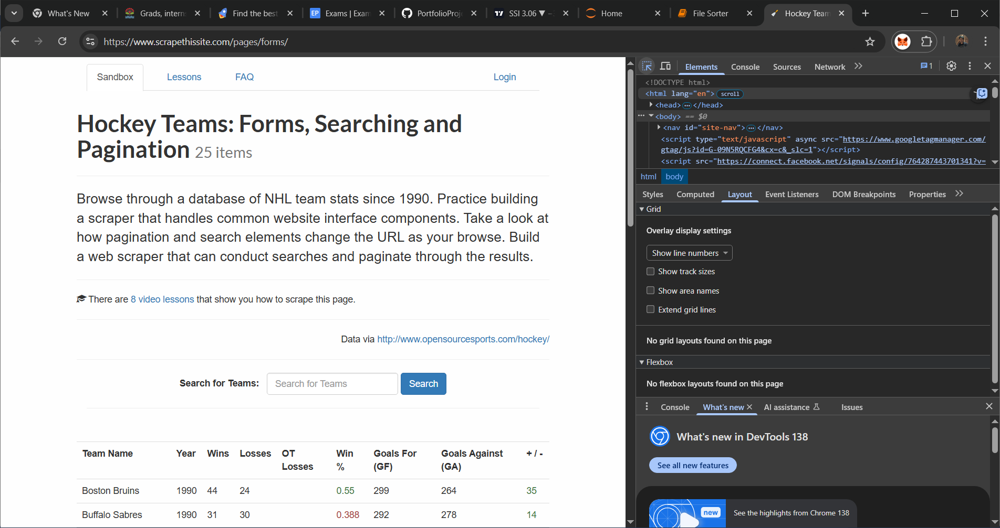 What's New
Grads, intern
Find the best
EP
Exams | Exam
PortfolioProje
SSI 3.06 ▼
Home
File Sorter
Hockey Team
https://www.scrapethissite.com/pages/forms/
Sandbox
Lessons
FAQ
Login
Hockey Teams: Forms, Searching and
Pagination 25 items
Browse through a database of NHL team stats since 1990. Practice building
a scraper that handles common website interface components. Take a look at
how pagination and search elements change the URL as your browse. Build
a web scraper that can conduct searches and paginate through the results.
There are 8 video lessons that show you how to scrape this page.
Data via http://www.opensourcesports.com/hockey/
Search for Teams:
Search for Teams
Search
Team Name Year Wins Losses OT Losses Win % Goals For (GF) Goals Against (GA) + / -
Boston Bruins 1990 44 24 0.55 299 264 35
Buffalo Sabres 1990 31 30 0.388 292 278 14
Elements
Console
Sources
Network
1
<!DOCTYPE html>
<html lang="en"> scroll
<head> ⋯ </head>
<body> == $0
<nav id="site-nav"> ⋯ </nav>
<script type="text/javascript" async src="https://www.googletagmanager.com/
gtag/js?id=G-09N5RQCFG4&cx=c&_slc=1"></script>
<script src="https://connect.facebook.net/signals/config/764287443701341?v=
html
body
Styles
Computed
Layout
Event Listeners
DOM Breakpoints
Properties
Grid
Overlay display settings
Show line numbers
Show track sizes
Show area names
Extend grid lines
No grid layouts found on this page
Flexbox
No flexbox layouts found on this page
Console
What's new
AI assistance
Issues
What's new in DevTools 138
See all new features
new
See the highlights from Chrome 138